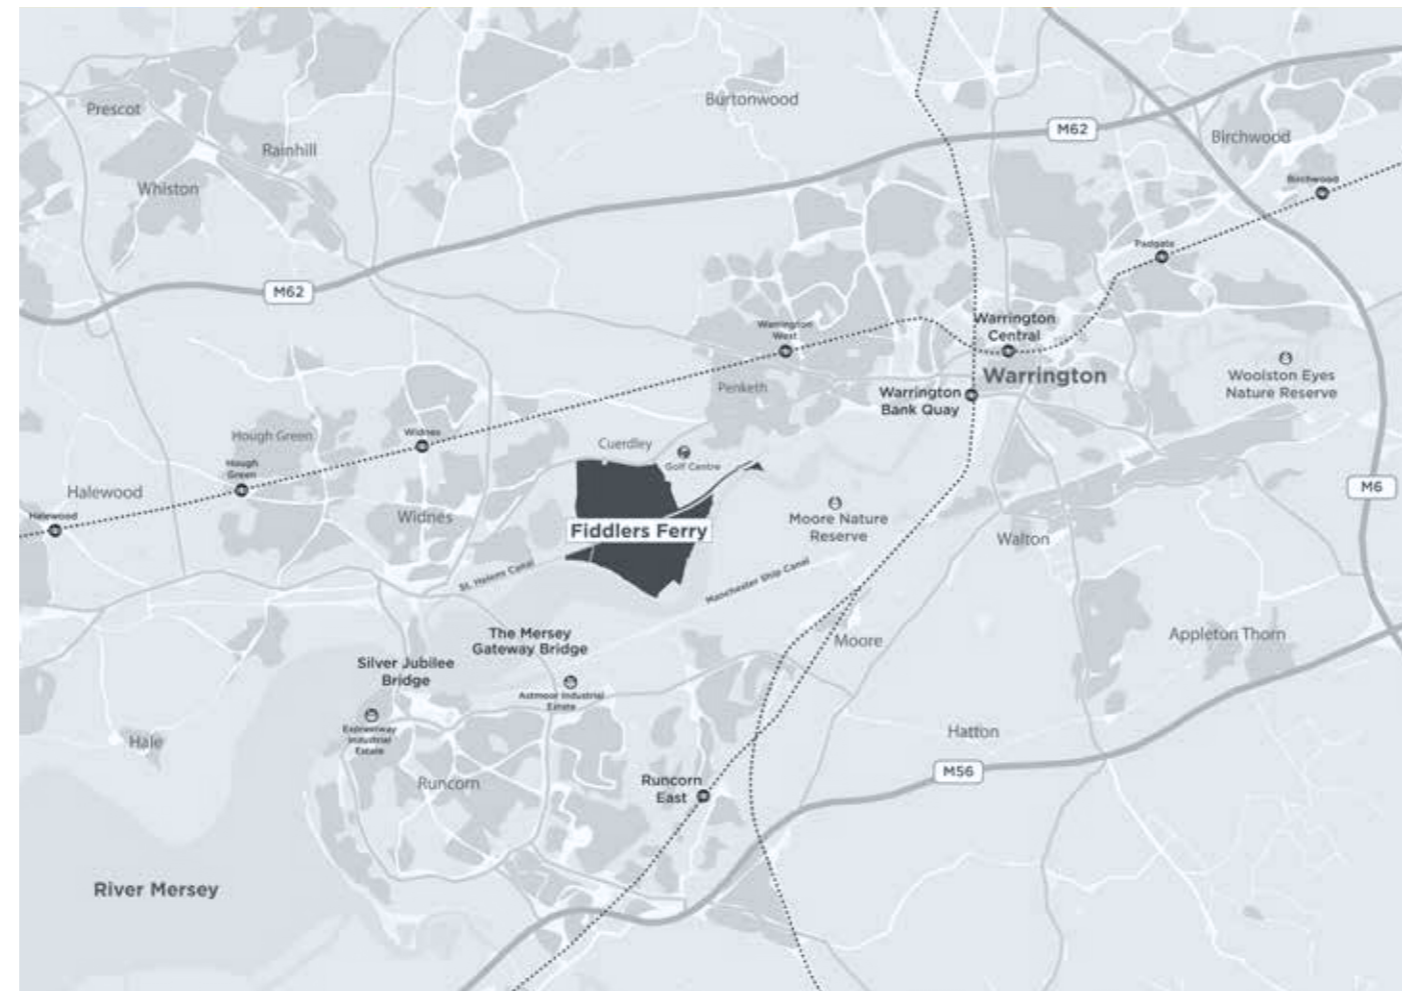 Burtonwood
Prescot
M62
Birchwood
Rainhill
Birchwood
Whiston
Padgate
M62
Warrington
West
Warrington
Central
Warrington
Woolston Eyes
Nature Reserve
Penketh
Warrington
Bank Quay
Hough Green
Widnes
Cuerdley
Golf Centre
Hough
Green
Halewood
M6
Halewood
Widnes
Fiddlers Ferry
Moore Nature
Reserve
Walton
St. Helens Canal
Manchester Ship Canal
The Mersey
Gateway Bridge
Moore
Appleton Thorn
Silver Jubilee
Bridge
Astmoor Industrial
Estate
Expressway
Industrial
Estate
Hale
Hatton
M56
Runcorn
Runcorn
East
River Mersey